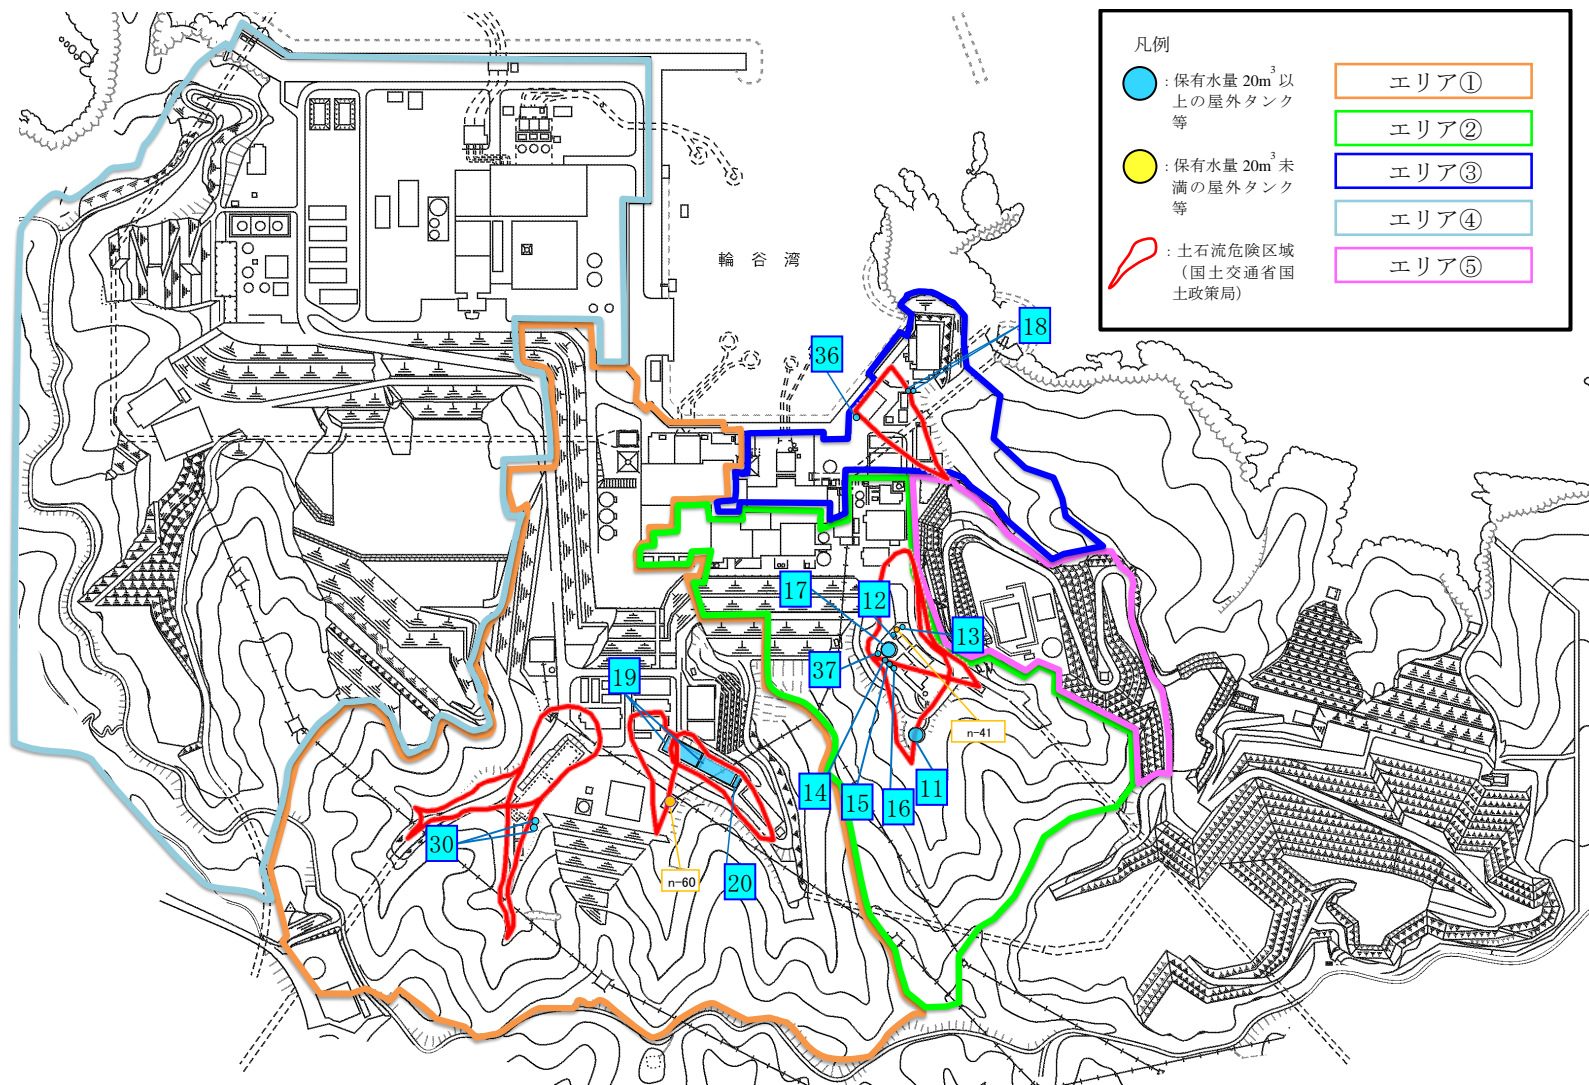 凡例
：保有水量 20m³ 以
上の屋外タンク
等
：保有水量 20m³ 未
満の屋外タンク
等
：土石流危険区域
（国土交通省国
土政策局）
エリア①
エリア②
エリア③
エリア④
エリア⑤
輪谷湾
18
36
17
12
13
37
19
n-41
14
15
16
11
30
n-60
20